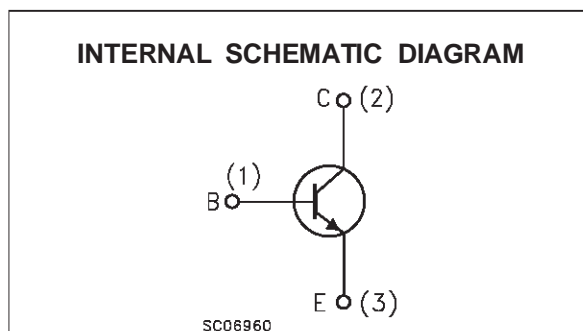 INTERNAL SCHEMATIC DIAGRAM
C (2)
(1)
B
E (3)
SC06960